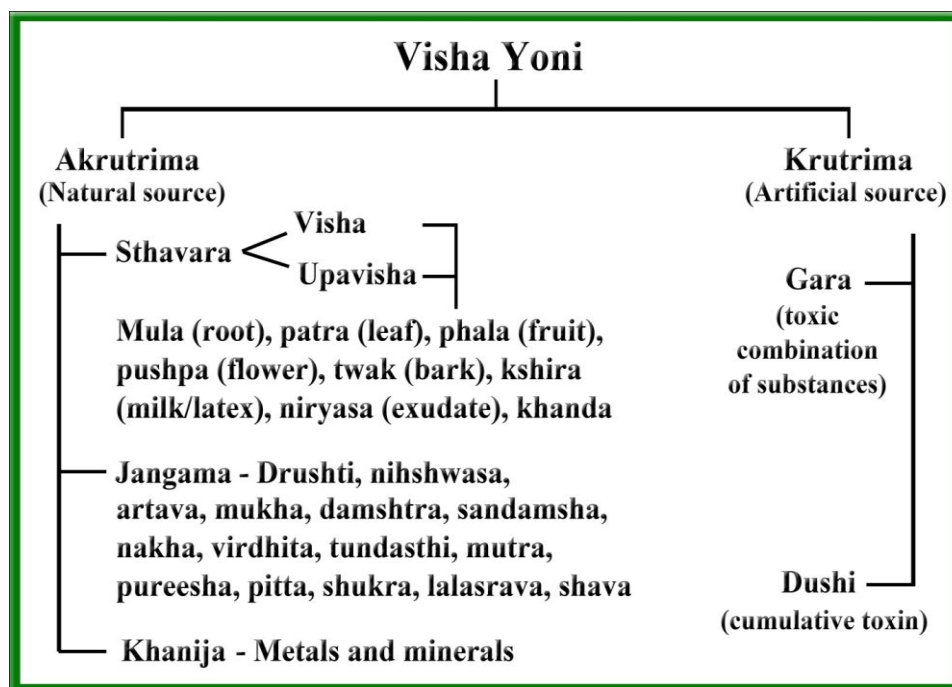 Visha Yoni
Akrutrima
(Natural source)
Sthavara
Visha
Upavisha
Mula (root), patra (leaf), phala (fruit),
pushpa (flower), twak (bark), kshira
(milk/latex), niryasa (exudate), khanda
Jangama - Drushti, nihshwasa,
artava, mukha, damshtra, sandamsha,
nakha, virdhita, tundasthi, mutra,
pureesha, pitta, shukra, lalasrava, shava
Khanija - Metals and minerals
Krutrima
(Artificial source)
Gara
(toxic
combination
of substances)
Dushi
(cumulative toxin)